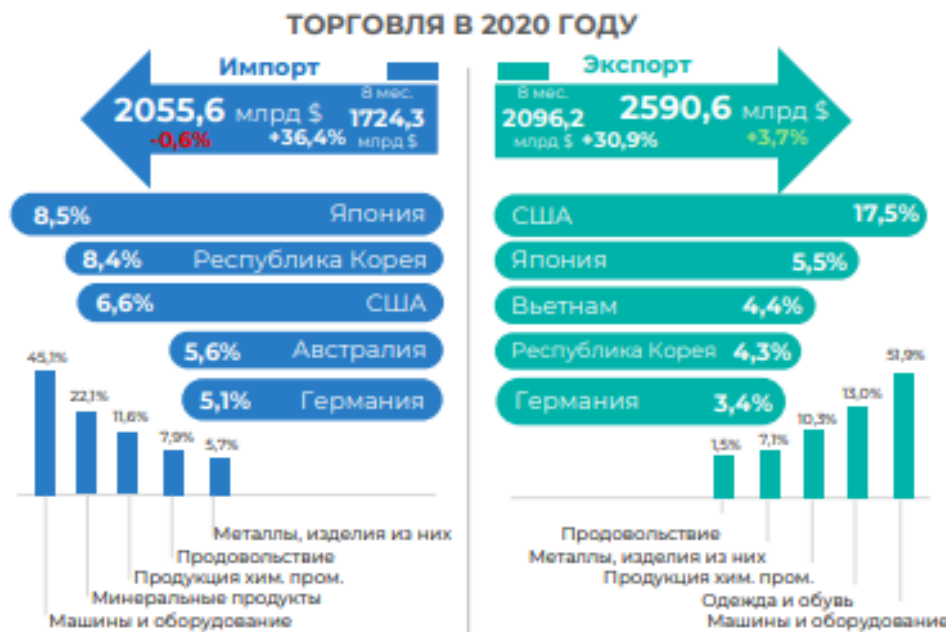 ТОРГОВЛЯ В 2020 ГОДУ
Импорт
2055,6 млрд $
-0,6%
8 мес.
1724,3
+36,4% млрд $
8,5% Япония
8,4% Республика Корея
6,6% США
5,6% Австралия
5,1% Германия
45,1%
22,1%
11,6%
7,9%
5,7%
Металлы, изделия из них
Продовольствие
Продукция хим. пром.
Минеральные продукты
Машины и оборудование
Экспорт
8 мес.
2096,2
млрд $ +30,9%
2590,6 млрд $
+3,7%
США 17,5%
Япония 5,5%
Вьетнам 4,4%
Республика Корея 4,3%
Германия 3,4%
1,5%
7,1%
10,3%
13,0%
51,9%
Продовольствие
Металлы, изделия из них
Продукция хим. пром.
Одежда и обувь
Машины и оборудование